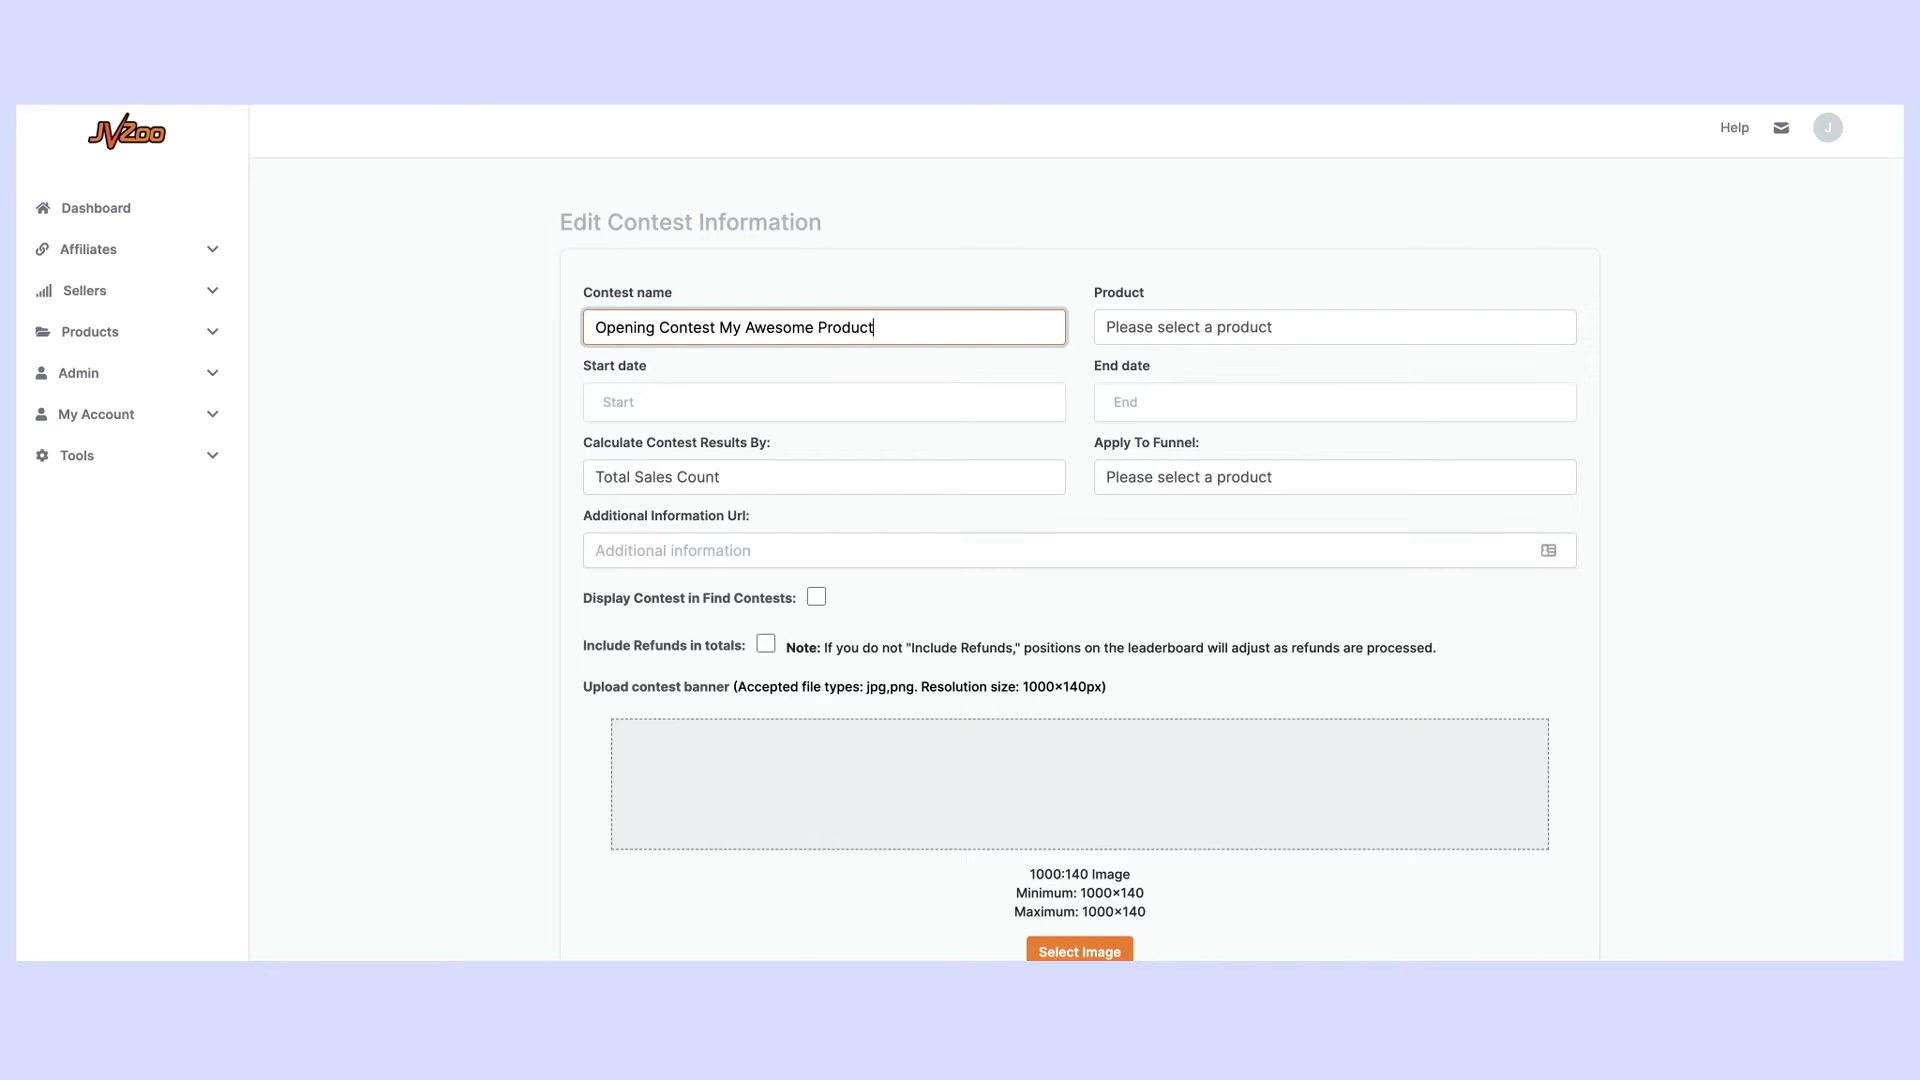 JVZoo
Help
J
Dashboard
Affiliates
Sellers
Products
Admin
My Account
Tools
Edit Contest Information
Contest name
Product
Opening Contest My Awesome Product
Please select a product
Start date
End date
Start
End
Calculate Contest Results By:
Apply To Funnel:
Total Sales Count
Please select a product
Additional Information Url:
Additional information
Display Contest in Find Contests:
Include Refunds in totals: Note: If you do not "Include Refunds," positions on the leaderboard will adjust as refunds are processed.
Upload contest banner (Accepted file types: jpg,png. Resolution size: 1000×140px)
1000:140 Image
Minimum: 1000×140
Maximum: 1000×140
Select Image